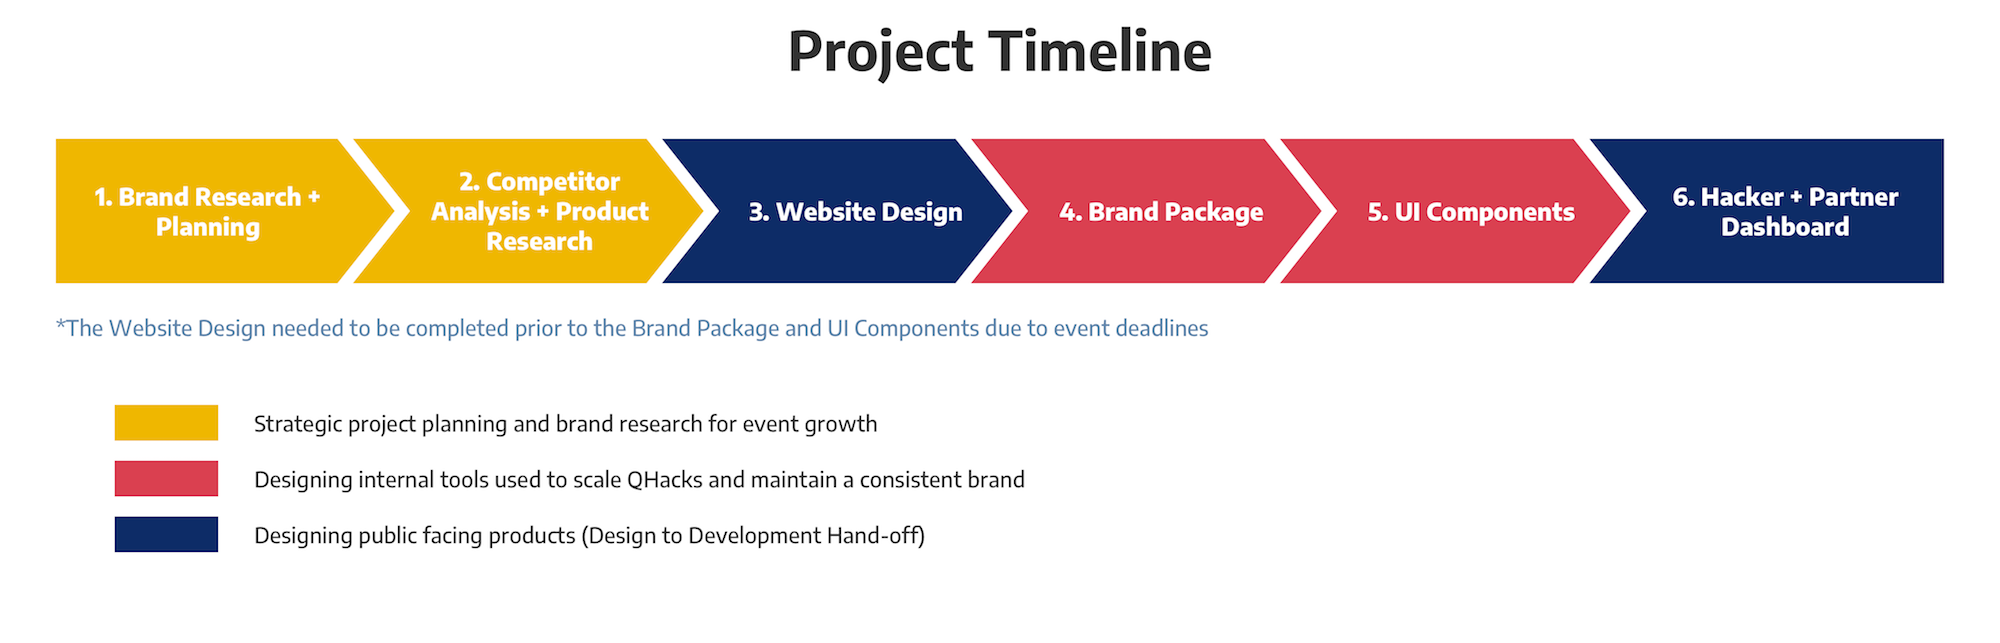 Project Timeline
1. Brand Research +
Planning
2. Competitor
Analysis + Product
Research
3. Website Design
4. Brand Package
5. UI Components
6. Hacker + Partner
Dashboard
*The Website Design needed to be completed prior to the Brand Package and UI Components due to event deadlines
Strategic project planning and brand research for event growth
Designing internal tools used to scale QHacks and maintain a consistent brand
Designing public facing products (Design to Development Hand-off)